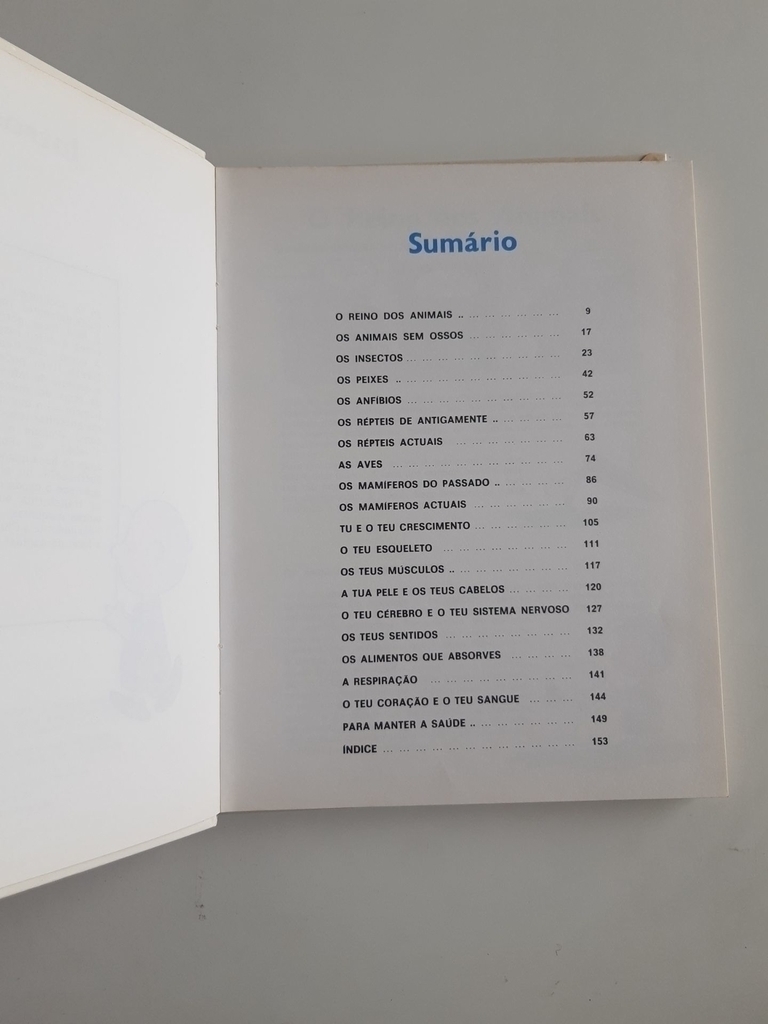 Sumário
O REINO DOS ANIMAIS .. ... ... ... ... ... ... 9
OS ANIMAIS SEM OSSOS ... ... ... ... ... ... 17
OS INSECTOS ... ... ... ... ... ... ... ... ... ... 23
OS PEIXES .. ... ... ... ... ... ... ... ... ... ... 42
OS ANFÍBIOS ... ... ... ... ... ... ... ... ... ... 52
OS RÉPTEIS DE ANTIGAMENTE .. ... ... ... ... 57
OS RÉPTEIS ACTUAIS ... ... ... ... ... ... ... 63
AS AVES ... ... ... ... ... ... ... ... ... ... ... 74
OS MAMÍFEROS DO PASSADO .. ... ... ... ... 86
OS MAMÍFEROS ACTUAIS ... ... ... ... ... ... 90
TU E O TEU CRESCIMENTO ... ... ... ... ... ... 105
O TEU ESQUELETO ... ... ... ... ... ... ... ... 111
OS TEUS MÚSCULOS .. ... ... ... ... ... ... ... 117
A TUA PELE E OS TEUS CABELOS ... ... ... ... 120
O TEU CÉREBRO E O TEU SISTEMA NERVOSO 127
OS TEUS SENTIDOS ... ... ... ... ... ... ... ... 132
OS ALIMENTOS QUE ABSORVES ... ... ... ... 138
A RESPIRAÇÃO ... ... ... ... ... ... ... ... ... 141
O TEU CORAÇÃO E O TEU SANGUE ... ... ... 144
PARA MANTER A SAÚDE .. ... ... ... ... ... ... 149
ÍNDICE ... ... ... ... ... ... ... ... ... ... ... ... 153